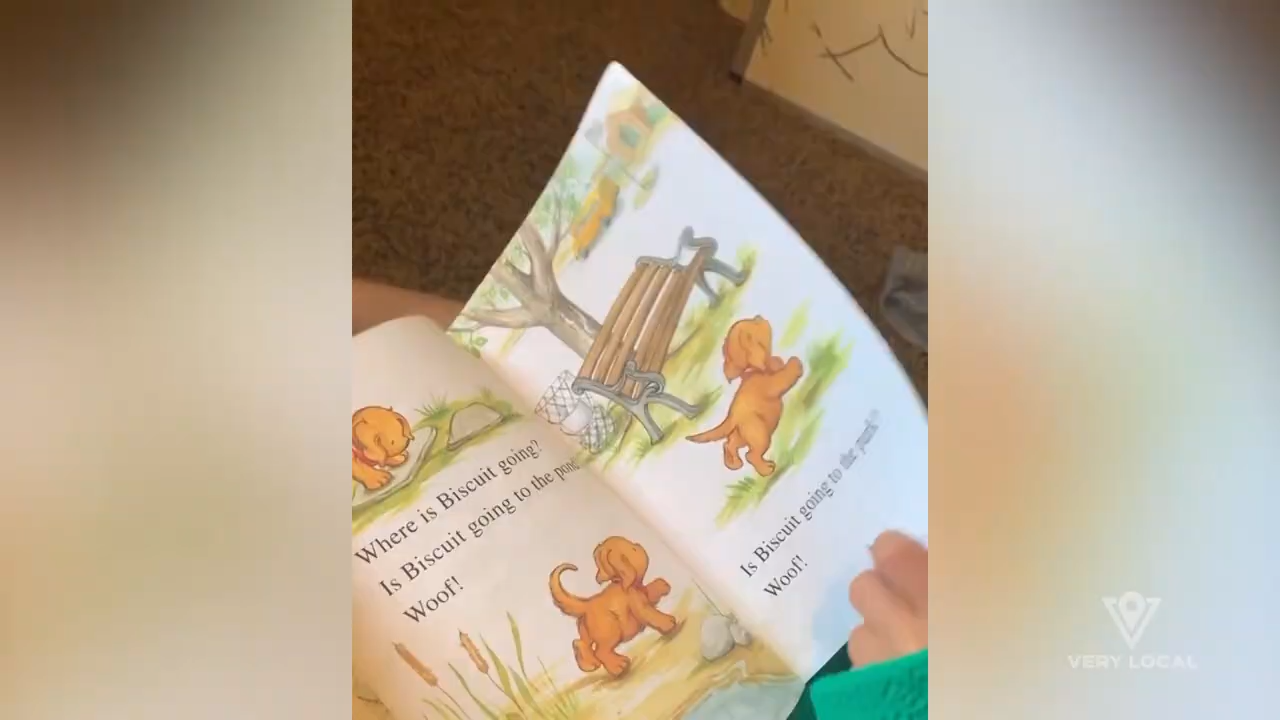 Where is Biscuit going?
Is Biscuit going to the pond
Woof!
Is Biscuit going to the park?
Woof!
VERY LOCAL